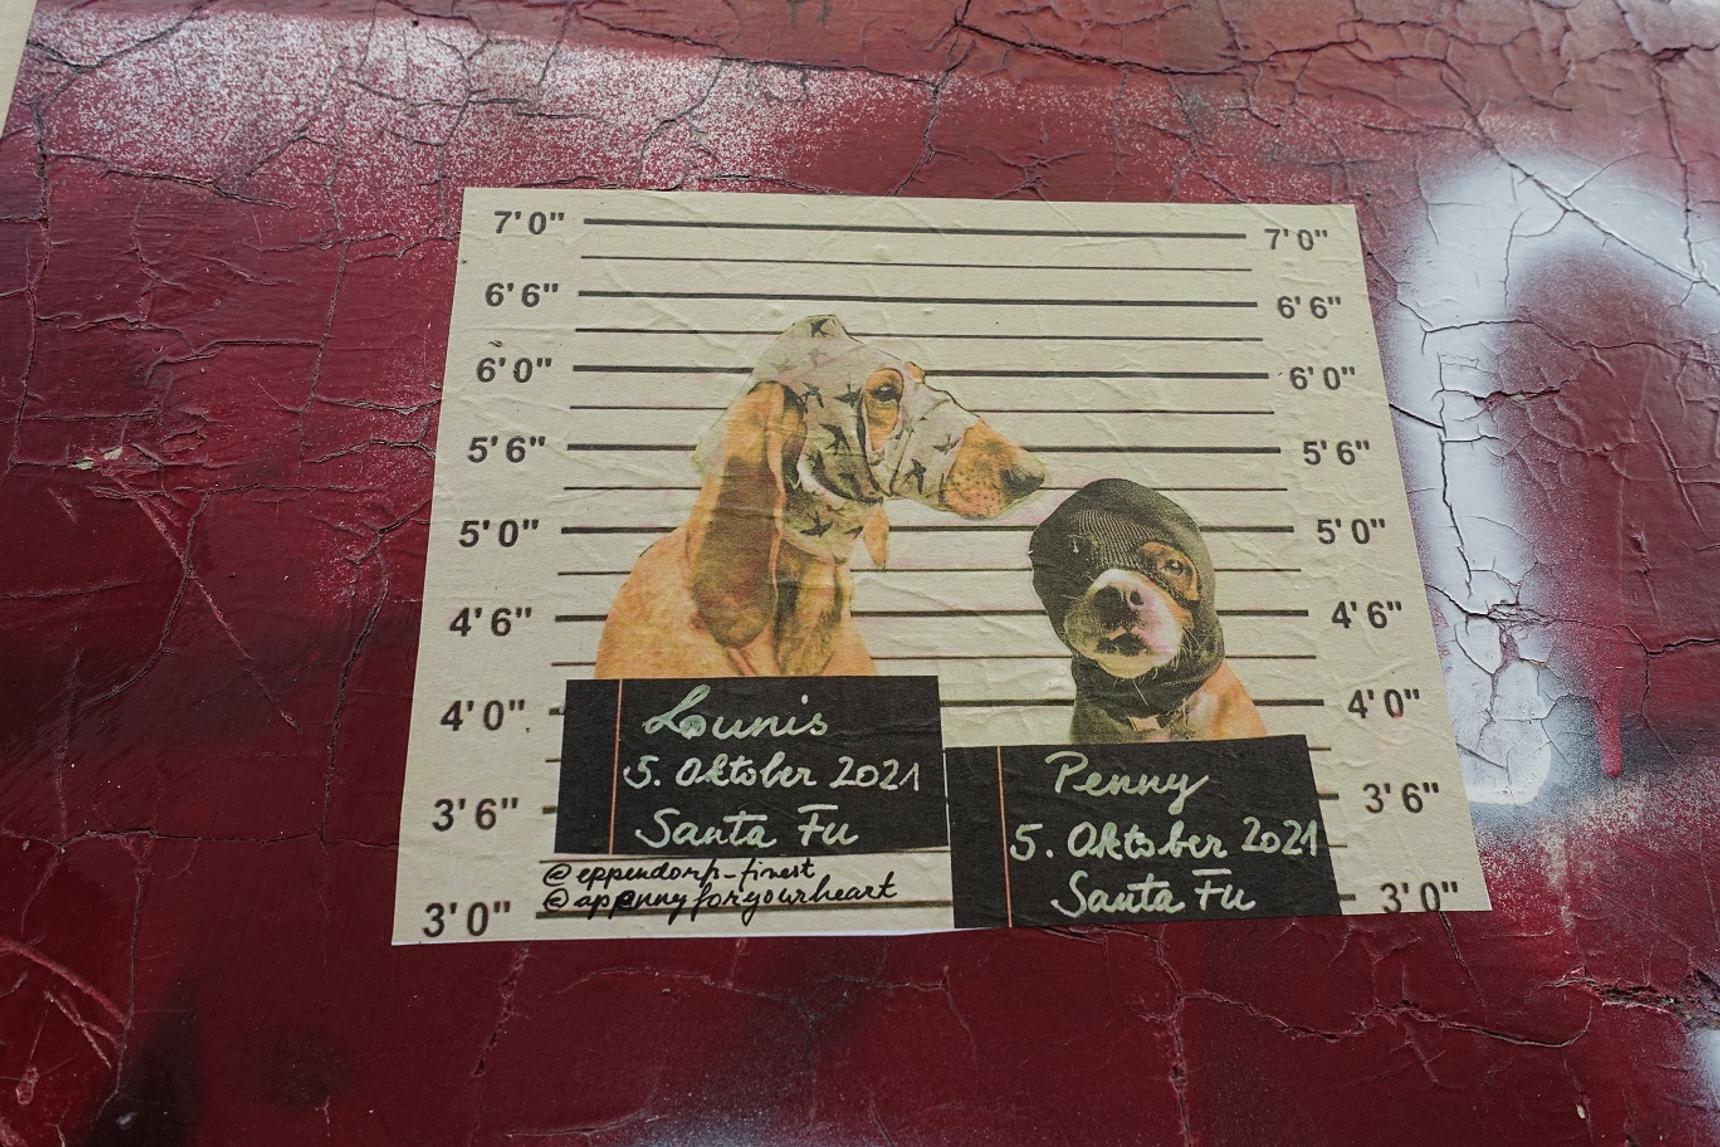 7'0" 7'0"
6'6" 6'6"
6'0" 6'0"
5'6" 5'6"
5'0" 5'0"
4'6" 4'6"
4'0" 4'0"
3'6" 3'6"
3'0" 3'0"
Lounis
5. Oktober 2021
Santa Fu
Penny
5. Oktober 2021
Santa Fu
@eppendorf_finest
@appennyforyourheart